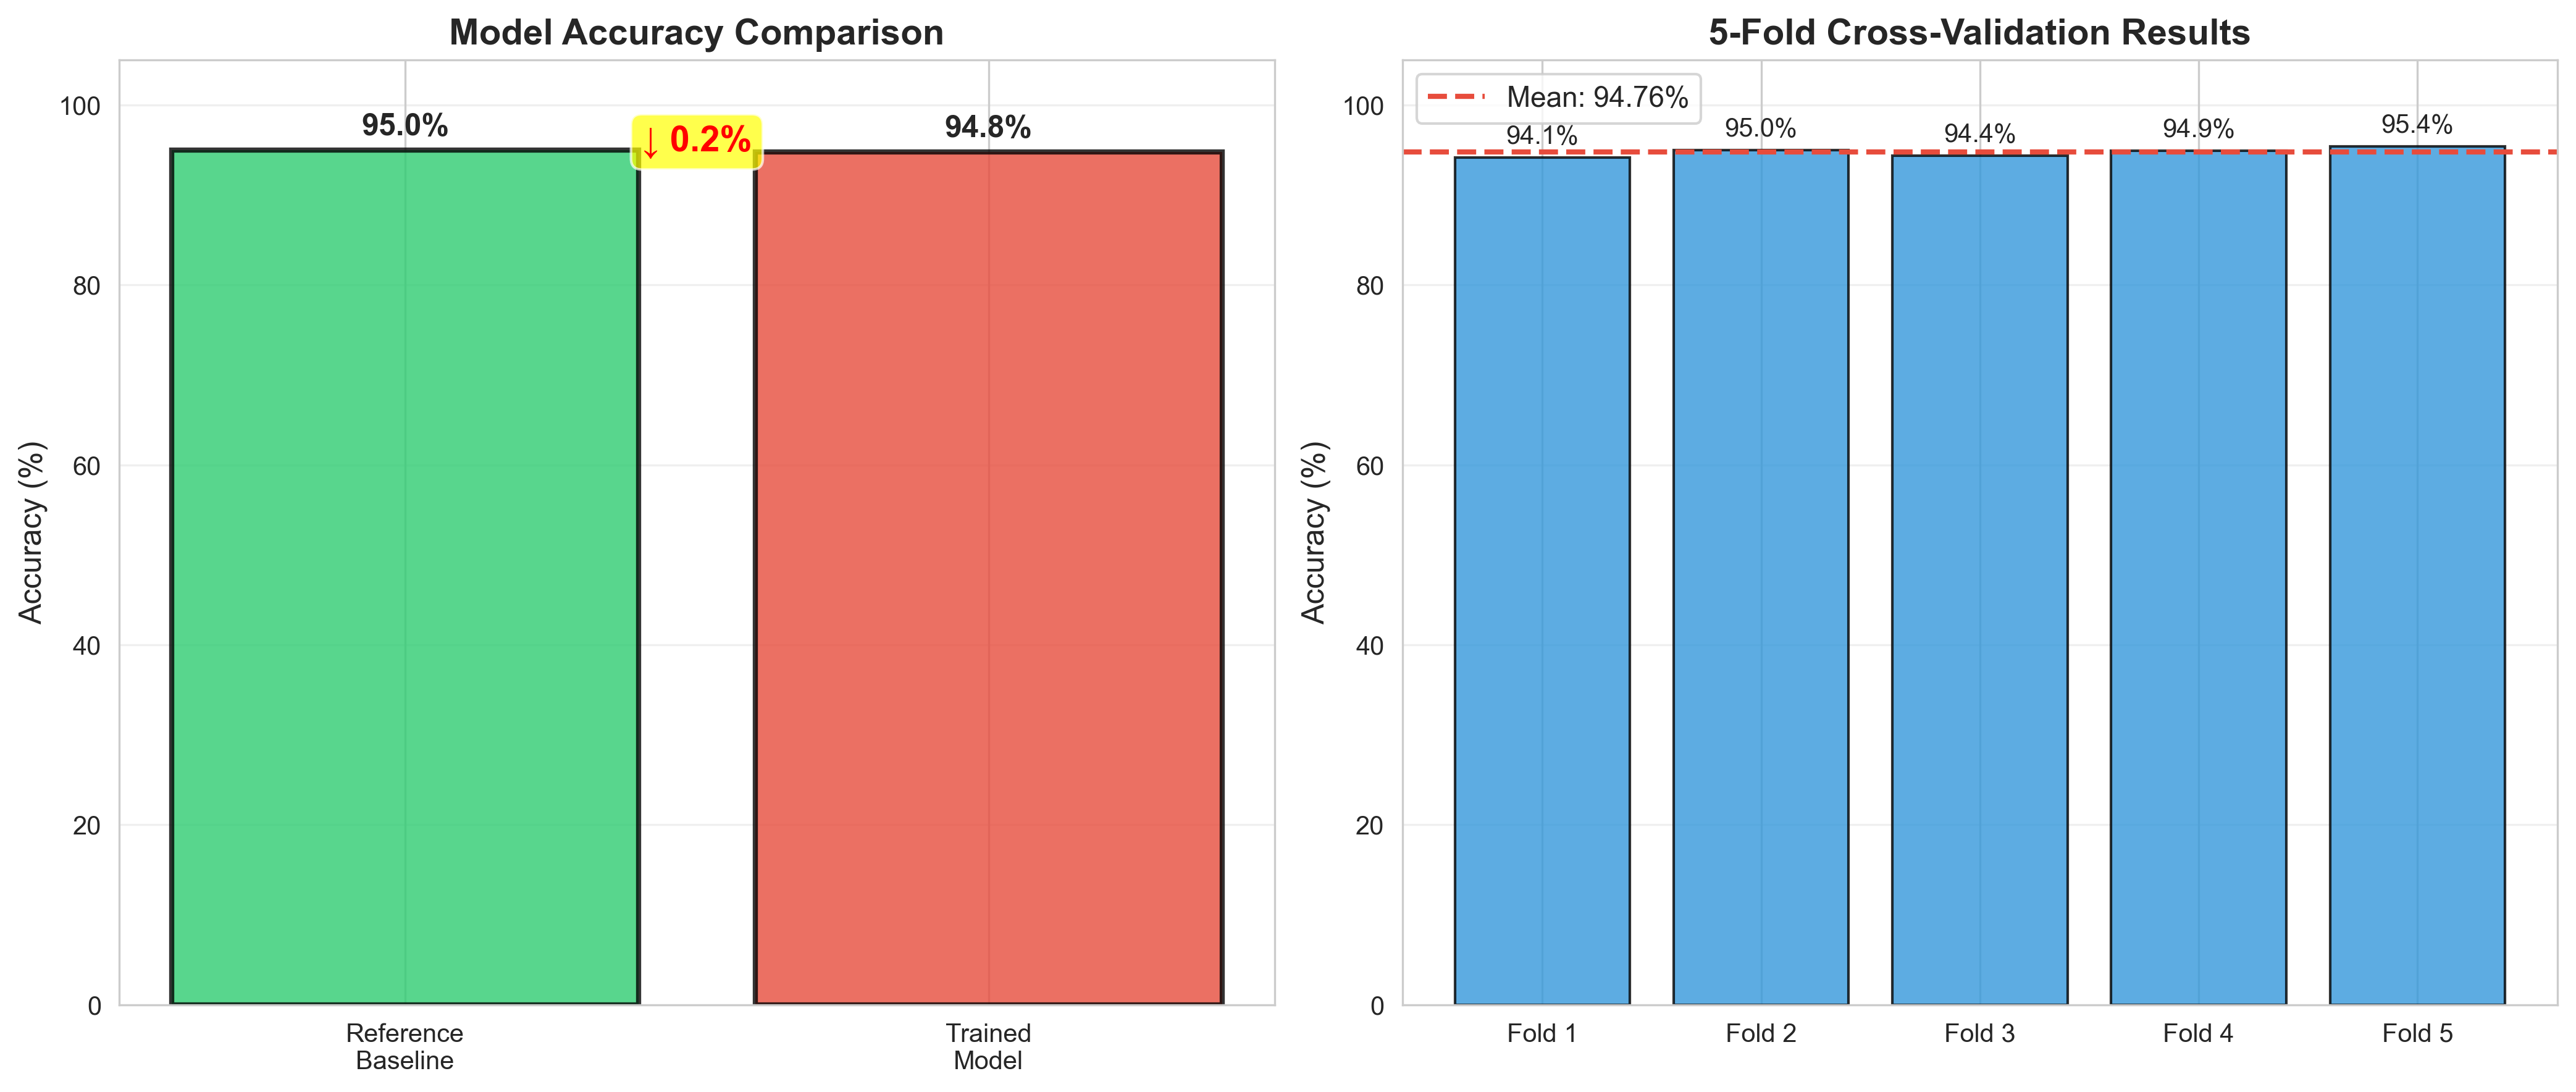 Model Accuracy Comparison
Accuracy (%)
100
80
60
40
20
0
95.0%
↓ 0.2%
94.8%
Reference
Baseline
Trained
Model
5-Fold Cross-Validation Results
Accuracy (%)
100
80
60
40
20
0
Mean: 94.76%
94.1%
95.0%
94.4%
94.9%
95.4%
Fold 1
Fold 2
Fold 3
Fold 4
Fold 5